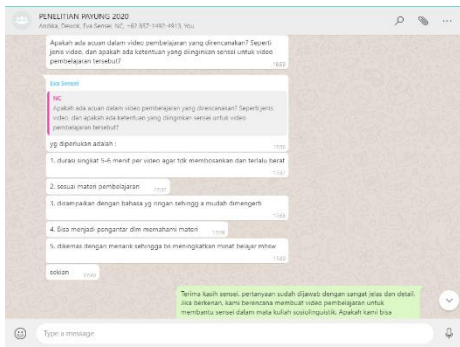 PENELITIAN PAYUNG 2020
Andika, Dewok, Eva Sensei, NC, +62 857-1492-4913, You
Apakah ada acuan dalam video pembelajaran yang direncanakan? Seperti
jenis video, dan apakah ada ketentuan yang diinginkan sensei untuk video
pembelajaran tersebut?
Eva Sensei
NC
Apakah ada acuan dalam video pembelajaran yang direncanakan? Seperti jenis
video, dan apakah ada ketentuan yang diinginkan sensei untuk video
pembelajaran tersebut?
yg diperlukan adalah :
1. durasi singkat 5-6 menit per video agar tdk membosankan dan terlalu berat
2. sesuai materi pembelajaran
3. disampaikan dengan bahasa yg ringan sehingg a mudah dimengerti
4. Bisa menjadi pengantar dlm memahami materi
5. dikemas dengan menarik sehingga bs meningkatkan minat belajar mhsw
sekian
Terima kasih sensei, pertanyaan sudah dijawab dengan sangat jelas dan detail.
Jika berkenan, kami berencana membuat video pembelajaran untuk
membantu sensei dalam mata kuliah sosiolinguistik. Apakah kami bisa
Type a message